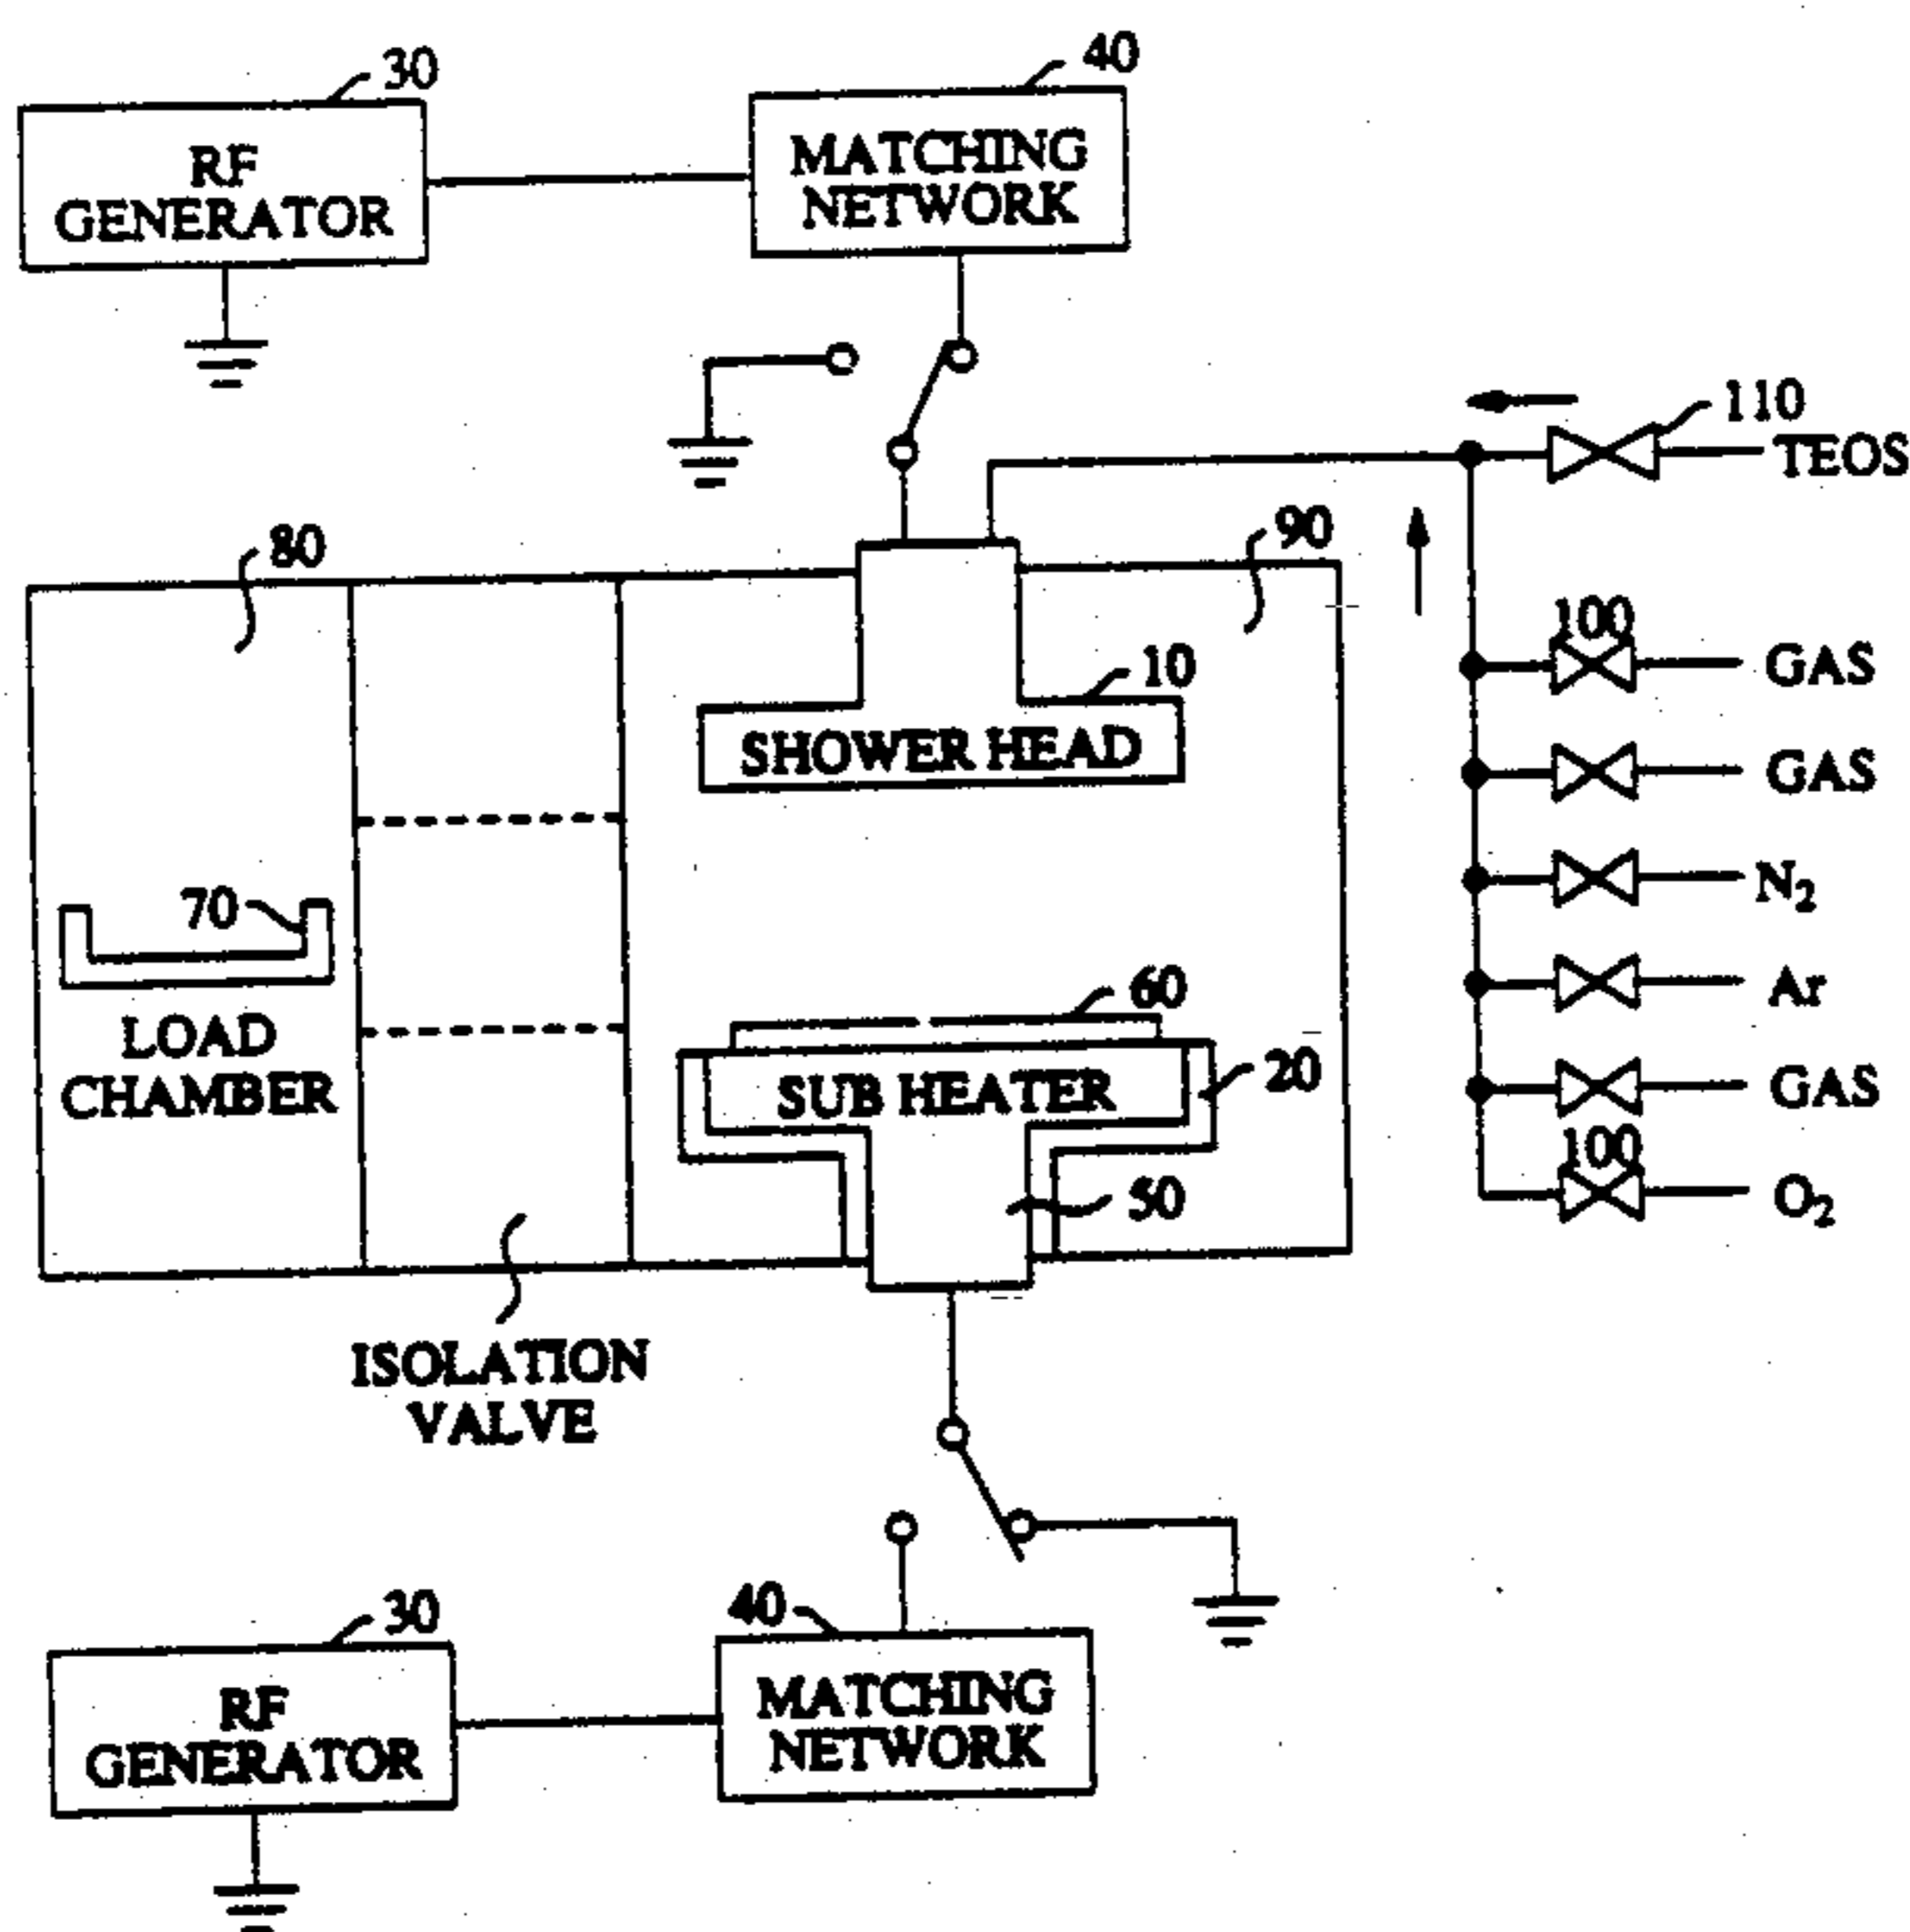 30
40
RF
GENERATOR
MATCHING
NETWORK
110
TEOS
80
90
100
GAS
10
SHOWER HEAD
GAS
70
N2
60
Ar
LOAD
CHAMBER
SUB HEATER
20
GAS
100
50
O2
ISOLATION
VALVE
30
40
RF
GENERATOR
MATCHING
NETWORK